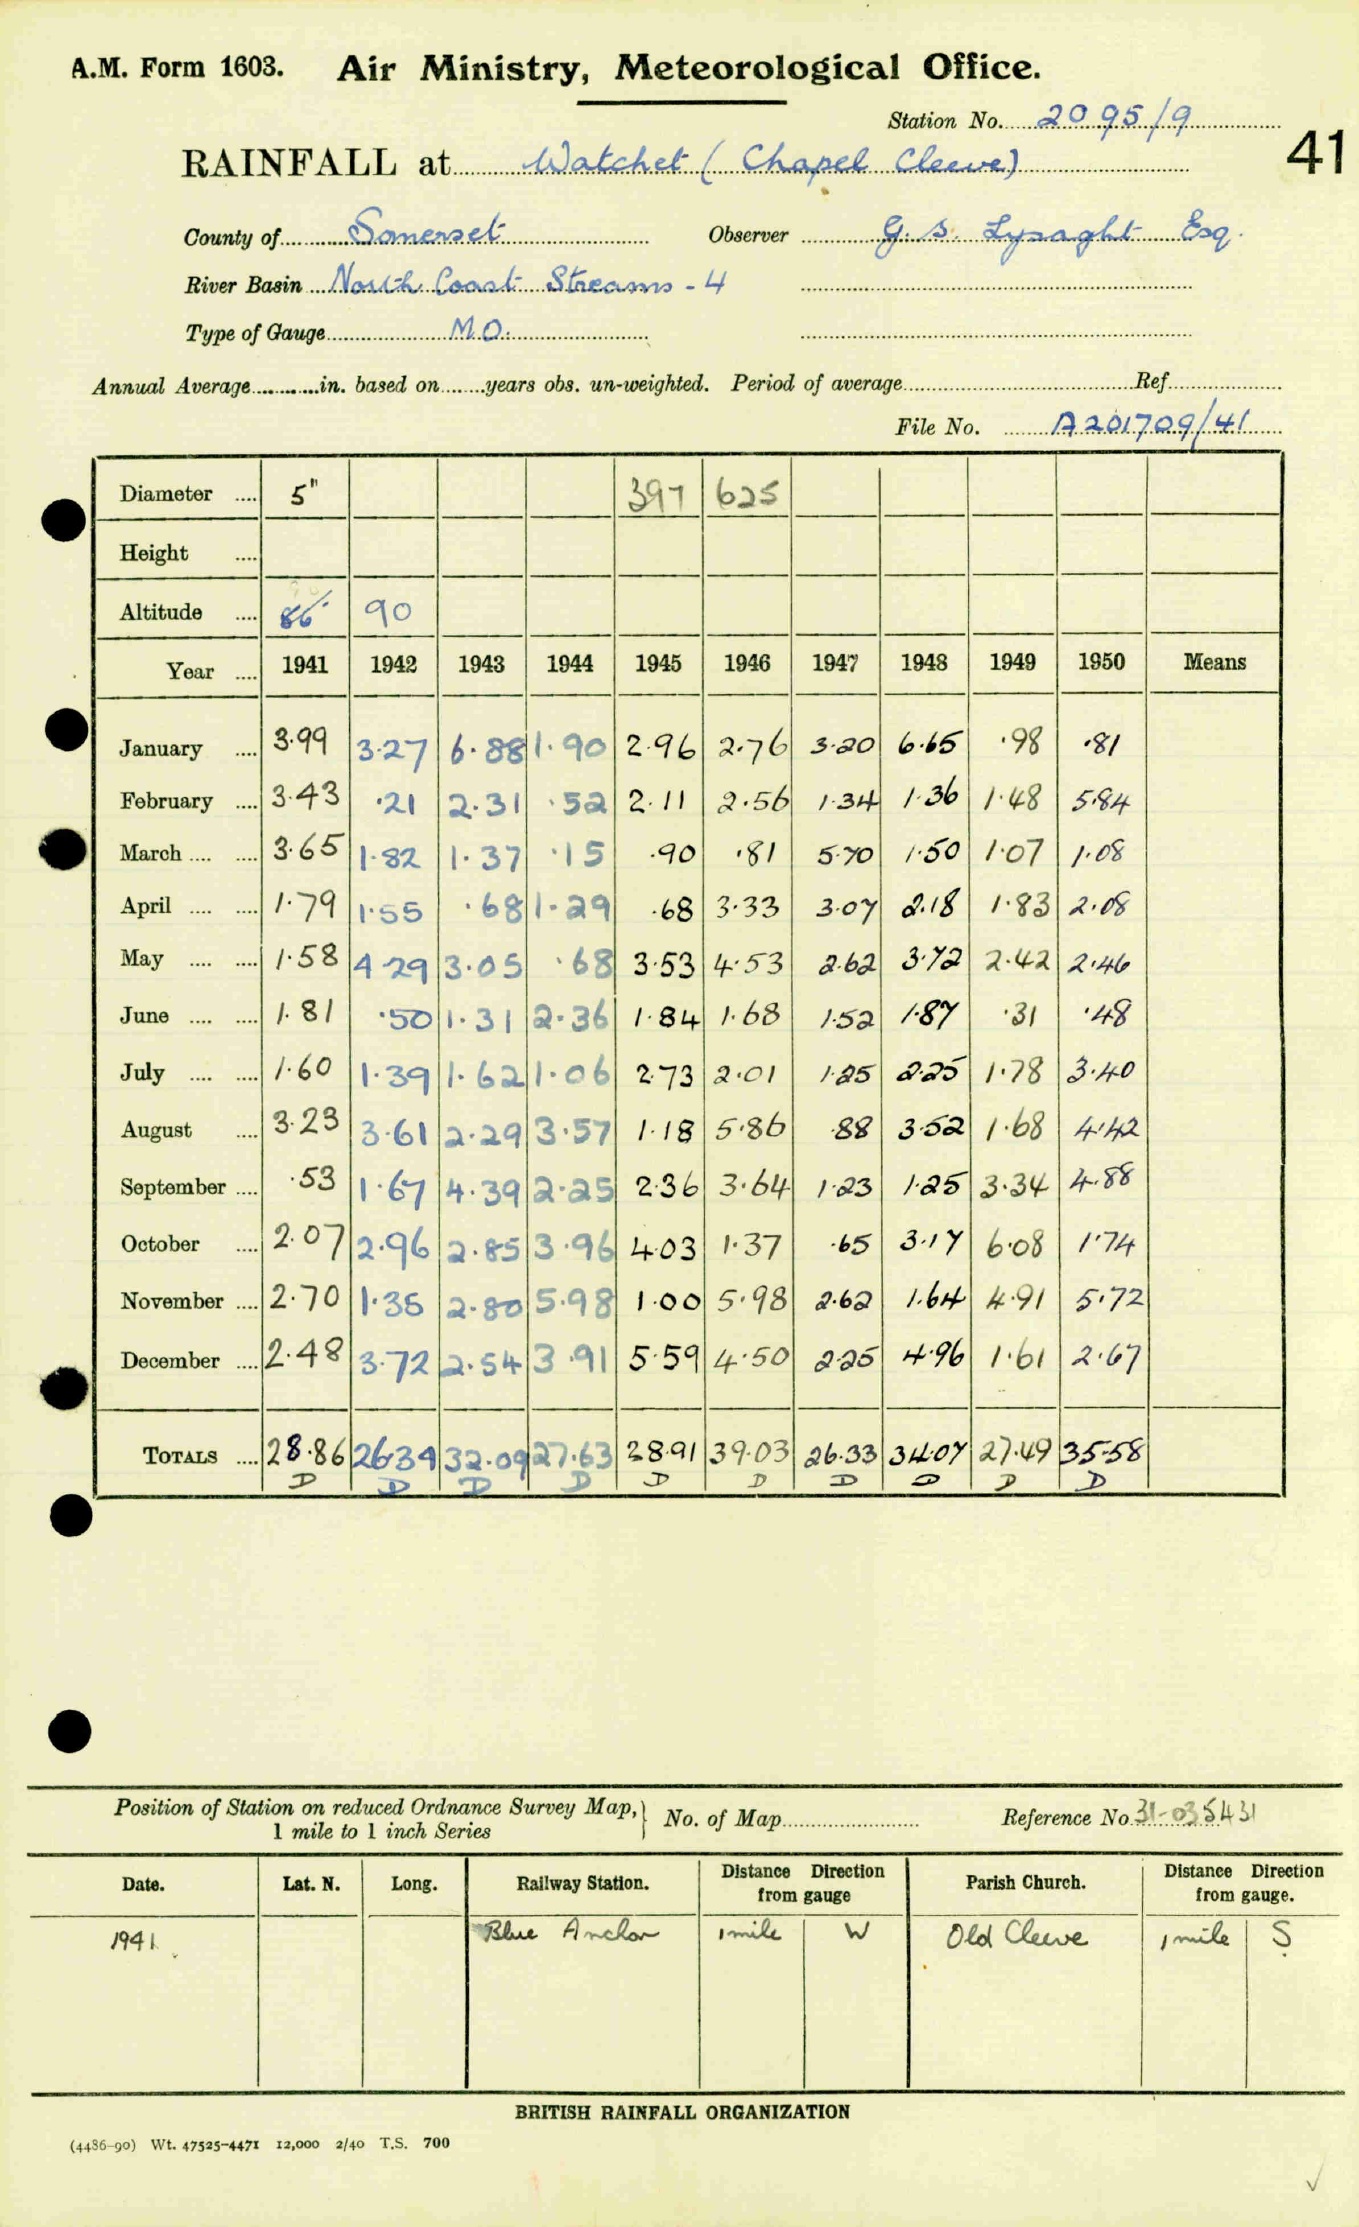 A.M. Form 1603. Air Ministry, Meteorological Office.
Station No. 2095/9
41
RAINFALL at Watchet (Chapel Cleeve)
County of Somerset Observer G. S. Lysaght Esq.
River Basin North Coast Streams - 4
Type of Gauge M.O.
Annual Average in. based on years obs. un-weighted. Period of average Ref
File No. A201709/41
Diameter 5" 397 625
Height
Altitude 86' 90
Year 1941 1942 1943 1944 1945 1946 1947 1948 1949 1950 Means
January 3.99 3.27 6.88 1.90 2.96 2.76 3.20 6.65 .98 .81
February 3.43 .21 2.31 .52 2.11 2.56 1.34 1.36 1.48 5.84
March 3.65 1.82 1.37 .15 .90 .81 5.70 1.50 1.07 1.08
April 1.79 1.55 .68 1.29 .68 3.33 3.07 2.18 1.83 2.08
May 1.58 4.29 3.05 .68 3.53 4.53 2.62 3.72 2.42 2.46
June 1.81 .50 1.31 2.36 1.84 1.68 1.52 1.87 .31 .48
July 1.60 1.39 1.62 1.06 2.73 2.01 1.25 2.25 1.78 3.40
August 3.23 3.61 2.29 3.57 1.18 5.86 .88 3.52 1.68 4.42
September .53 1.67 4.39 2.25 2.36 3.64 1.23 1.25 3.34 4.88
October 2.07 2.96 2.85 3.96 4.03 1.37 .65 3.17 6.08 1.74
November 2.70 1.35 2.80 5.98 1.00 5.98 2.62 1.64 4.91 5.72
December 2.48 3.72 2.54 3.91 5.59 4.50 2.25 4.96 1.61 2.67
TOTALS 28.86 26.34 32.09 27.63 28.91 39.03 26.33 34.07 27.49 35.58
D D D D D D D D D D
Position of Station on reduced Ordnance Survey Map, 1 mile to 1 inch Series No. of Map Reference No 31-035431
Date. Lat. N. Long. Railway Station. Distance Direction from gauge Parish Church. Distance Direction from gauge.
1941 Blue Anchor 1 mile W Old Cleeve 1 mile S
BRITISH RAINFALL ORGANIZATION
(4486-90) Wt. 47525-4471 12,000 2/40 T.S. 700